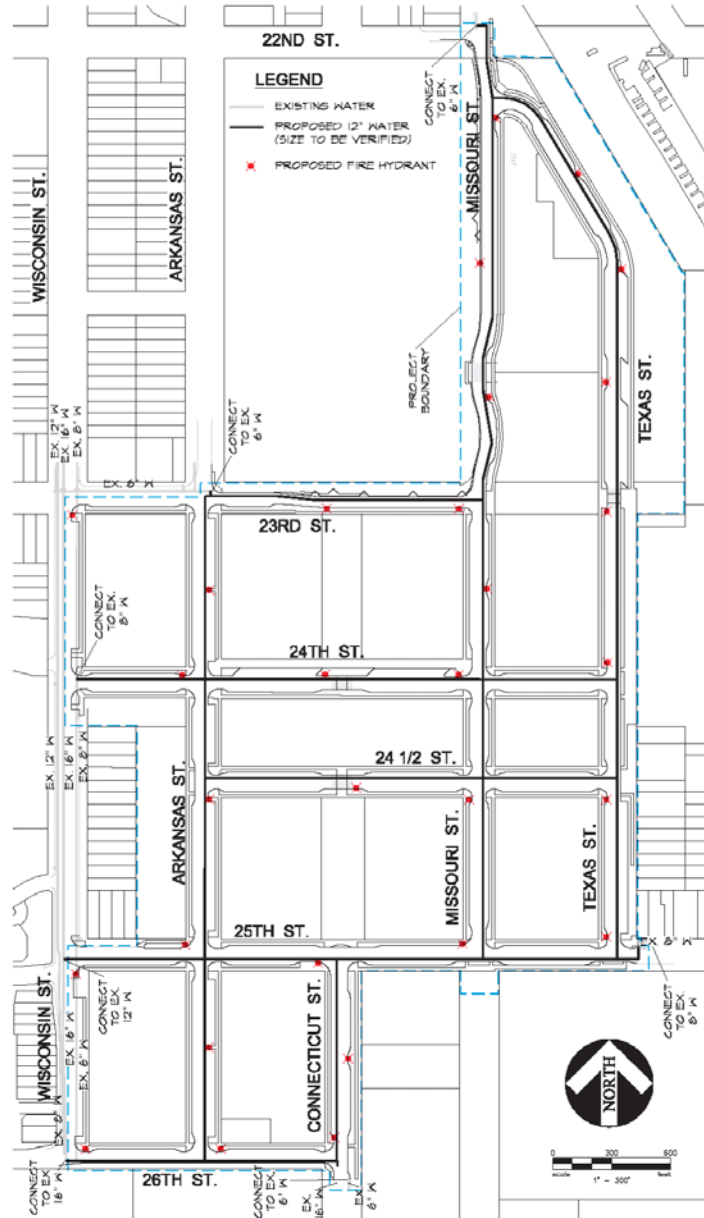 22ND ST.
LEGEND
EXISTING WATER
PROPOSED 12" WATER
(SIZE TO BE VERIFIED)
PROPOSED FIRE HYDRANT
CONNECT
TO EX.
6" W
MISSOURI ST.
WISCONSIN ST.
ARKANSAS ST.
PROJECT
BOUNDARY
TEXAS ST.
EX. 12" W
EX. 16" W
EX. 8" W
EX. 6" W
CONNECT
TO EX.
6" W
23RD ST.
CONNECT
TO EX.
8" W
24TH ST.
EX. 12" W
EX. 16" W
EX. 8" W
24 1/2 ST.
ARKANSAS ST.
MISSOURI ST.
TEXAS ST.
25TH ST.
EX. 8" W
CONNECT
TO EX.
8" W
WISCONSIN ST.
CONNECT
TO EX.
12" W
EX. 16" W
EX. 6" W
EX. 8" W
CONNECTICUT ST.
NORTH
0 300 600
scale 1" = 300' feet
CONNECT
TO EX.
16" W
26TH ST.
CONNECT
TO EX.
6" W
EX.
16" W
EX.
6" W